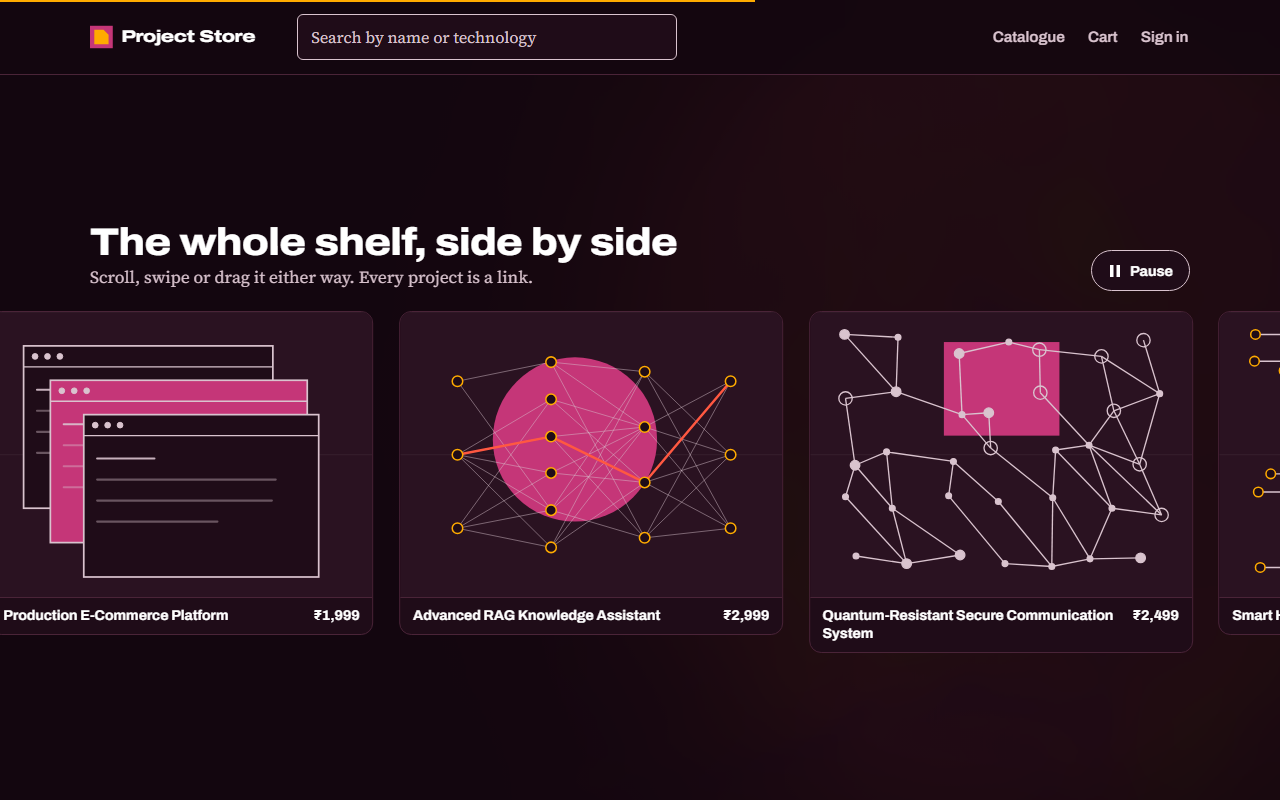 Project Store
Search by name or technology
Catalogue
Cart
Sign in
The whole shelf, side by side
Scroll, swipe or drag it either way. Every project is a link.
Pause
Production E-Commerce Platform
₹1,999
Advanced RAG Knowledge Assistant
₹2,999
Quantum-Resistant Secure Communication
System
₹2,499
Smart